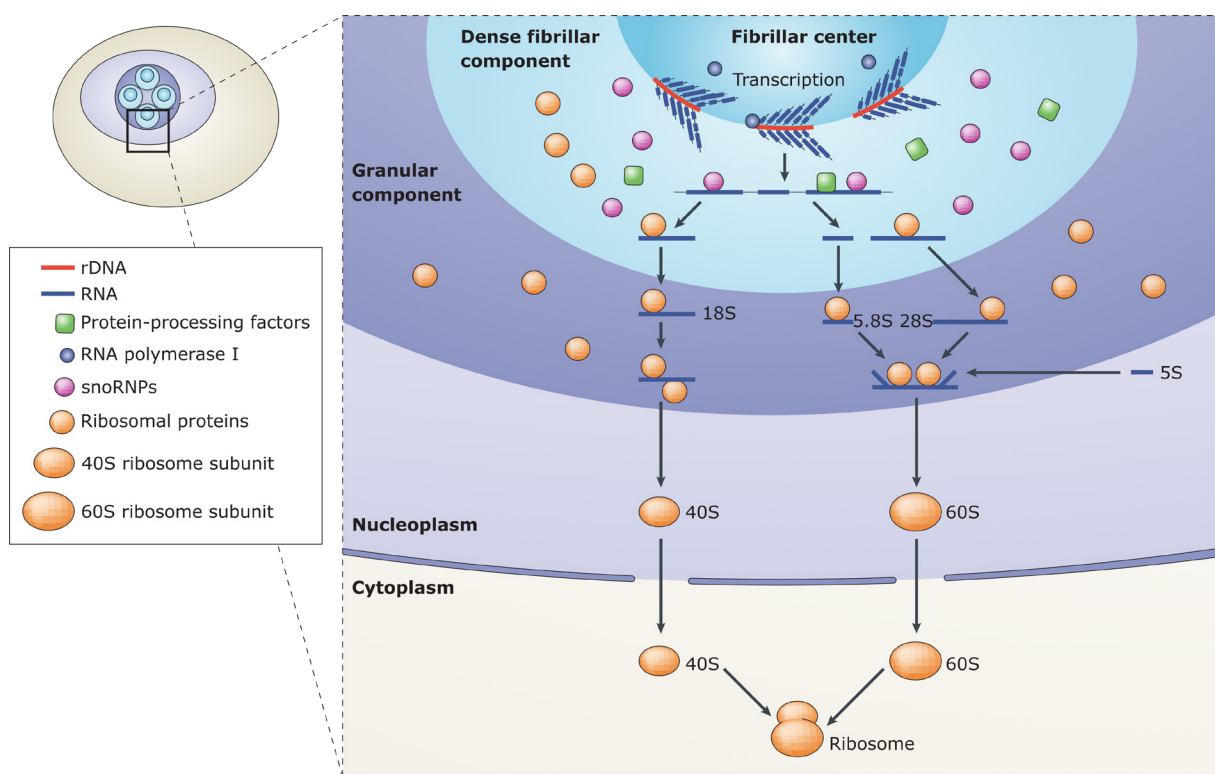 Dense fibrillar
component
Fibrillar center
Transcription
Granular
component
rDNA
RNA
Protein-processing factors
RNA polymerase I
snoRNPs
Ribosomal proteins
40S ribosome subunit
60S ribosome subunit
18S
5.8S 28S
5S
Nucleoplasm
40S
60S
Cytoplasm
40S
60S
Ribosome